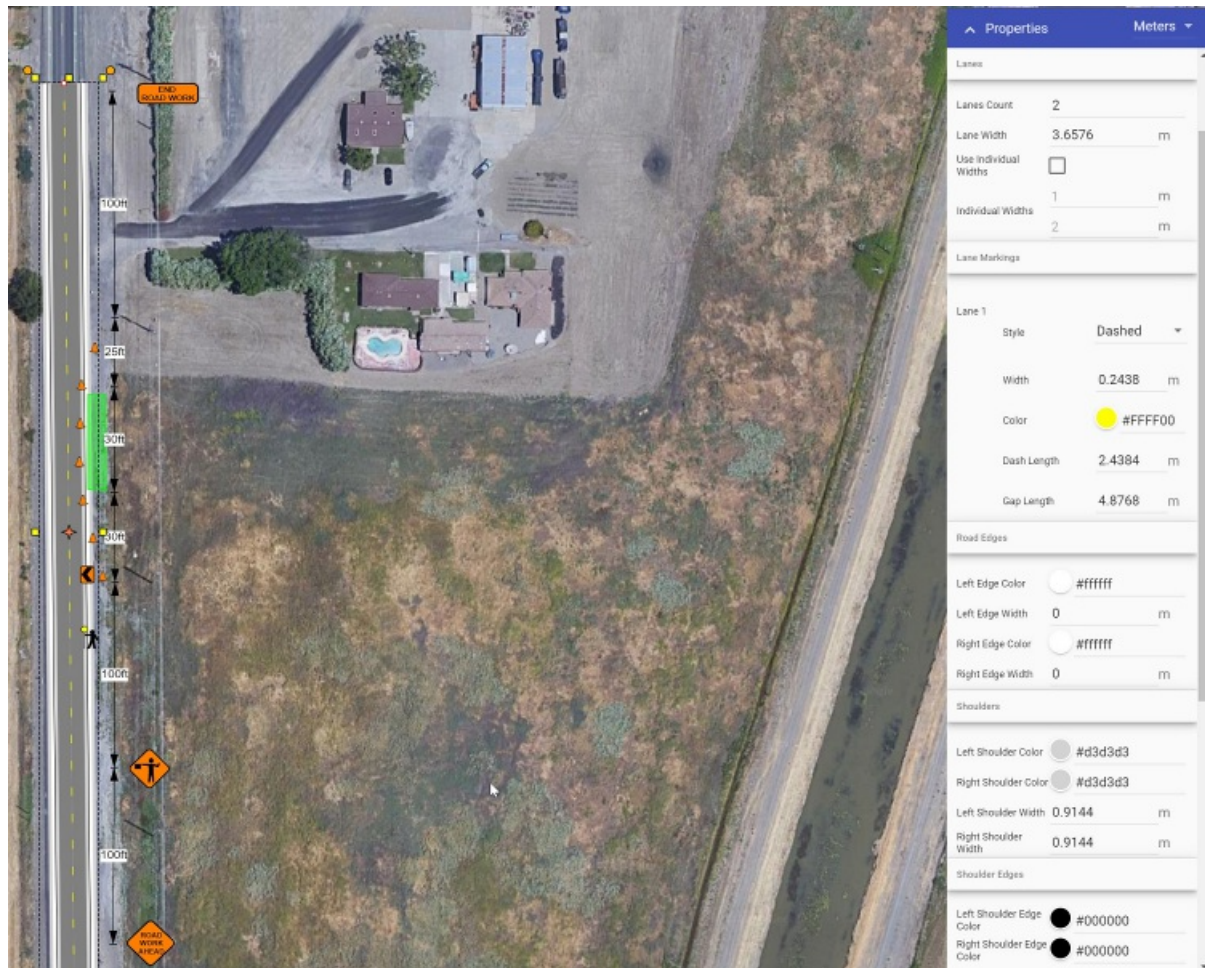 END
ROAD WORK
100ft
25ft
30ft
30ft
100ft
100ft
ROAD
WORK
AHEAD
Properties
Meters
Lanes
Lanes Count 2
Lane Width 3.6576 m
Use Individual
Widths
Individual Widths
1 m
2 m
Lane Markings
Lane 1
Style Dashed
Width 0.2438 m
Color #FFFF00
Dash Length 2.4384 m
Gap Length 4.8768 m
Road Edges
Left Edge Color #ffffff
Left Edge Width 0 m
Right Edge Color #ffffff
Right Edge Width 0 m
Shoulders
Left Shoulder Color #d3d3d3
Right Shoulder Color #d3d3d3
Left Shoulder Width 0.9144 m
Right Shoulder
Width 0.9144 m
Shoulder Edges
Left Shoulder Edge
Color #000000
Right Shoulder Edge
Color #000000